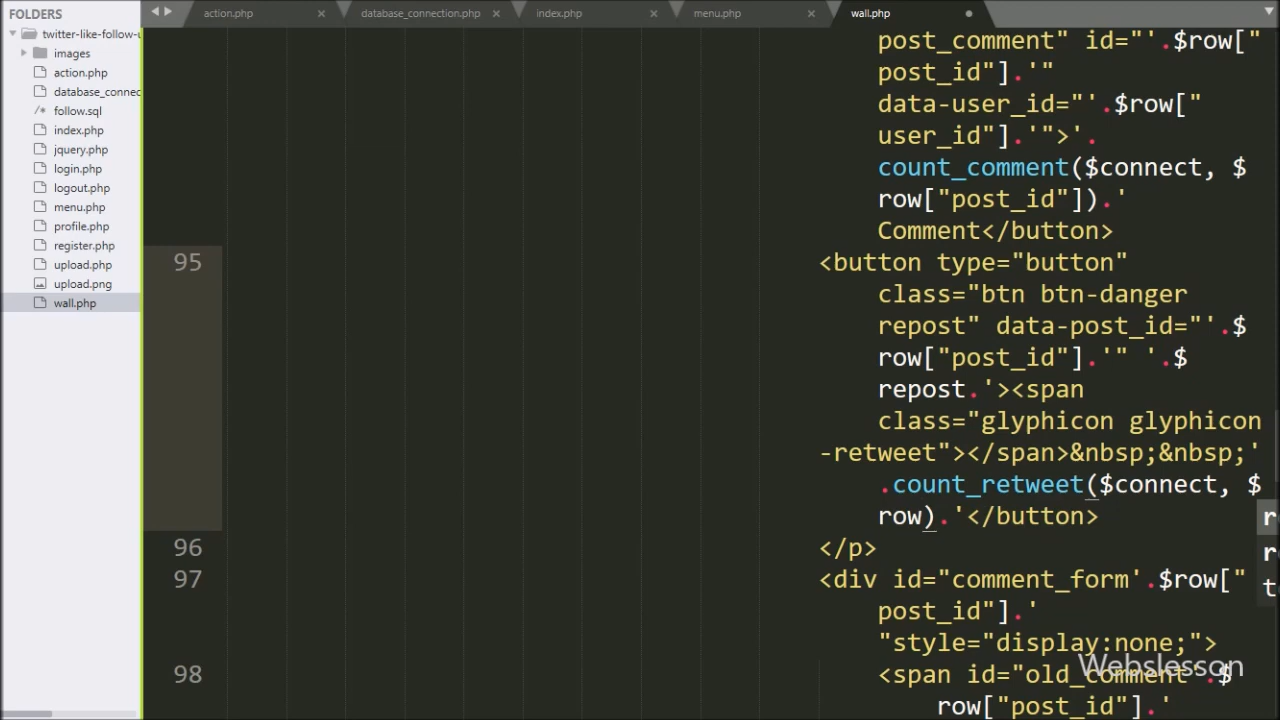 FOLDERS
twitter-like-follow-u
images
action.php
database_connec
follow.sql
index.php
jquery.php
login.php
logout.php
menu.php
profile.php
register.php
upload.php
upload.png
wall.php
action.php
database_connection.php
index.php
menu.php
wall.php
post_comment" id="'.$row["
post_id"].'"
data-user_id="'.$row["
user_id"].'">'.
count_comment($connect, $
row["post_id"]).'
Comment</button>
95 <button type="button"
class="btn btn-danger
repost" data-post_id="'.$
row["post_id"].'" '.$
repost.'><span
class="glyphicon glyphicon
-retweet"></span>&nbsp;&nbsp;'
.count_retweet($connect, $
row).'</button>
96 </p>
97 <div id="comment_form'.$row["
post_id"].'
"style="display:none;">
98 <span id="old_comment'.$
row["post_id"].'
r
r
t
Webslesson